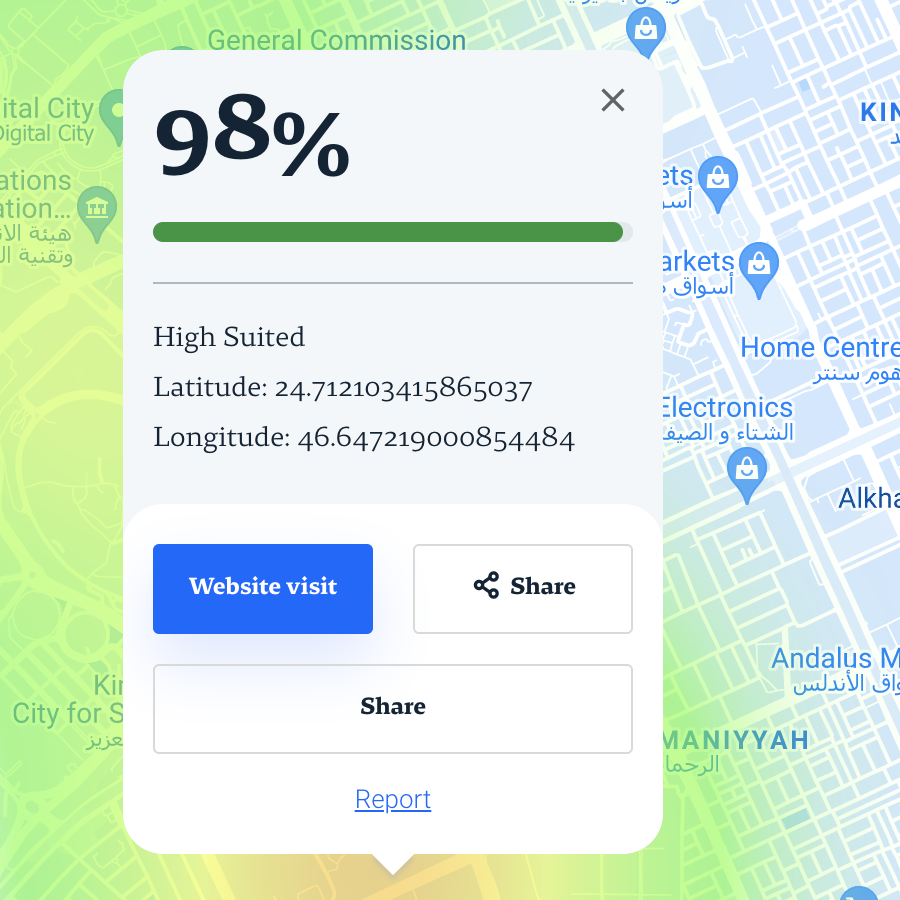 General Commission
98%
ital City
Digital City
KIN
ations
ation...
هيئة الا
وتقنية ال
ets
أسو
arkets
أسواق
High Suited
Latitude: 24.712103415865037
Longitude: 46.647219000854484
Home Centre
هوم سنتر
Electronics
الشتاء و الصيف
Alkha
Website visit
Share
Andalus M
واق الأندلس
Kin
City for S
عزيز
Share
MANIYYAH
الرحما
Report